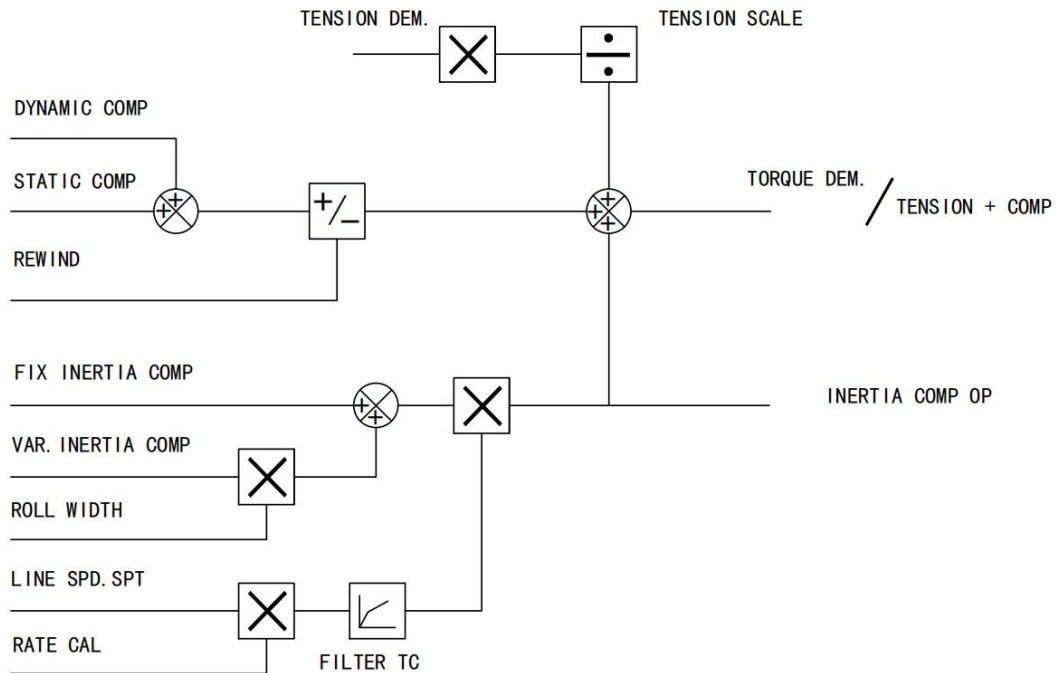 TENSION DEM.
TENSION SCALE
DYNAMIC COMP
STATIC COMP
TORQUE DEM.
/ TENSION + COMP
+/-
REWIND
FIX INERTIA COMP
INERTIA COMP OP
VAR. INERTIA COMP
ROLL WIDTH
LINE SPD. SPT
RATE CAL
FILTER TC